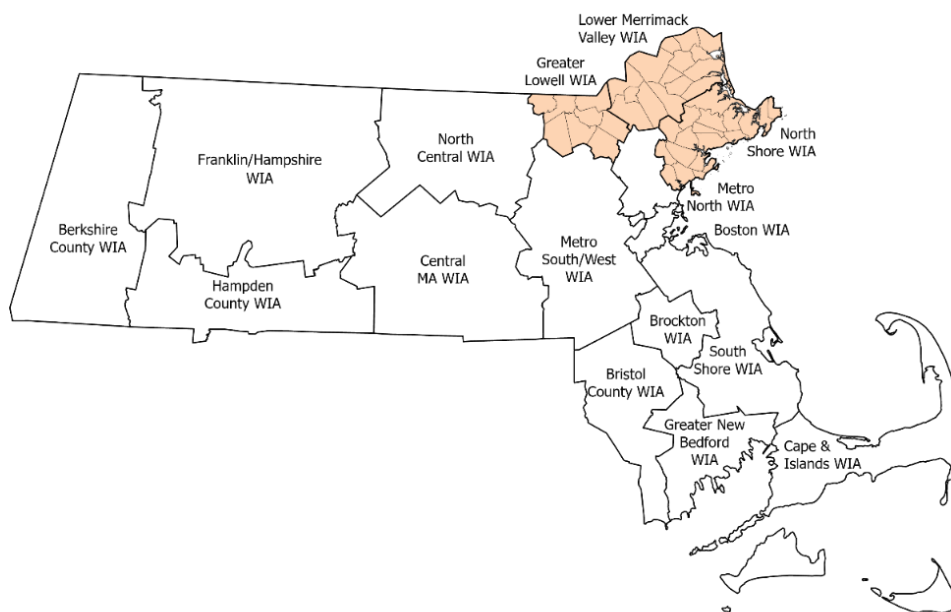 Lower Merrimack
Valley WIA
Greater
Lowell WIA
North
Shore WIA
North
Central WIA
Franklin/Hampshire
WIA
Metro
North WIA
Boston WIA
Berkshire
County WIA
Metro
South/West
WIA
Central
MA WIA
Hampden
County WIA
Brockton
WIA
South
Shore WIA
Bristol
County WIA
Greater New
Bedford
WIA
Cape &
Islands WIA